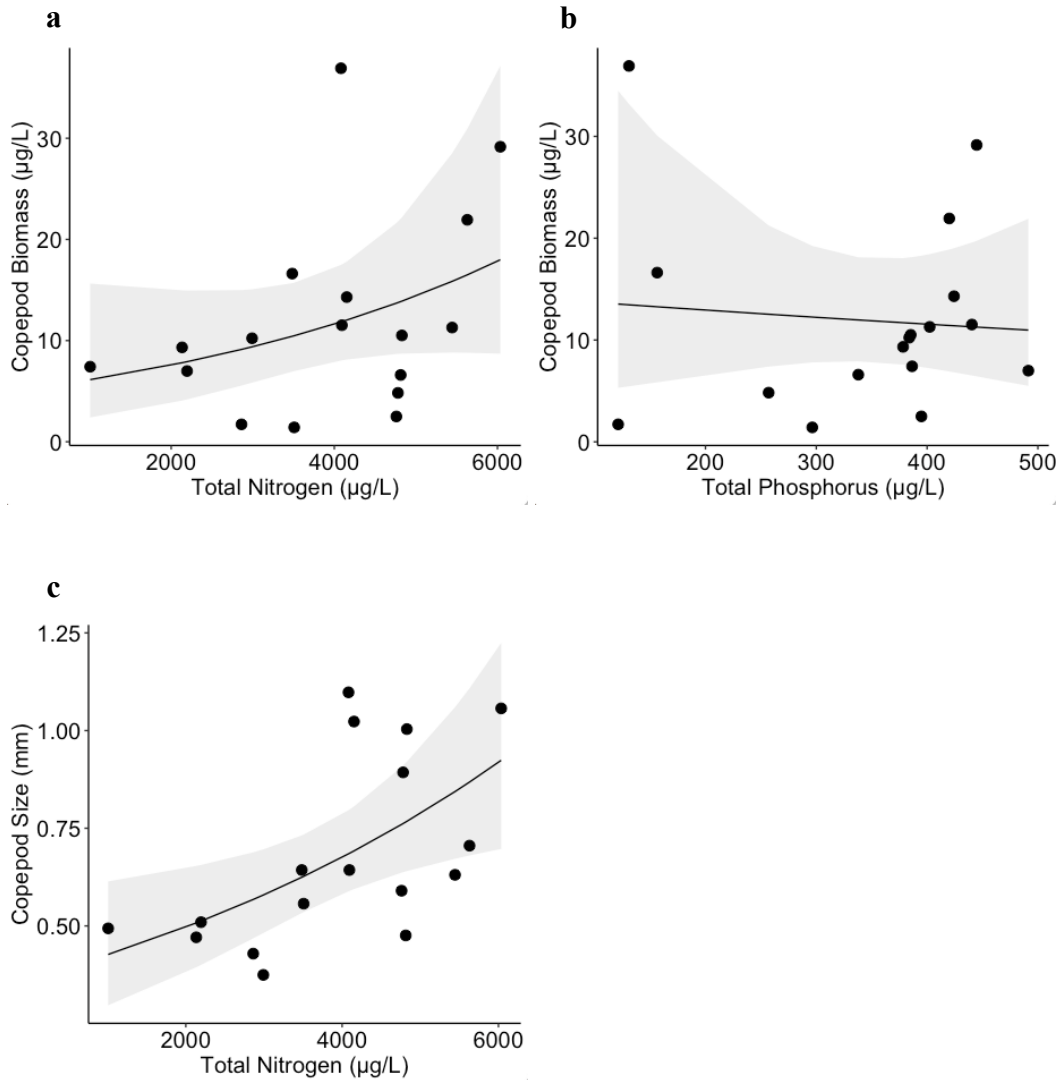 a
Copepod Biomass (µg/L)
30
20
10
0
2000
4000
6000
Total Nitrogen (µg/L)
b
Copepod Biomass (µg/L)
30
20
10
0
200
300
400
500
Total Phosphorus (µg/L)
c
Copepod Size (mm)
1.25
1.00
0.75
0.50
2000
4000
6000
Total Nitrogen (µg/L)